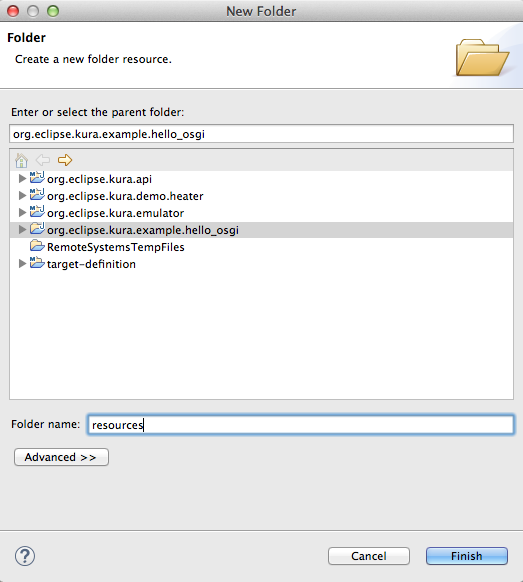 New Folder
Folder
Create a new folder resource.
Enter or select the parent folder:
org.eclipse.kura.example.hello_osgi
org.eclipse.kura.api
org.eclipse.kura.demo.heater
org.eclipse.kura.emulator
org.eclipse.kura.example.hello_osgi
RemoteSystemsTempFiles
target-definition
Folder name: resources
Advanced >>
? Cancel Finish